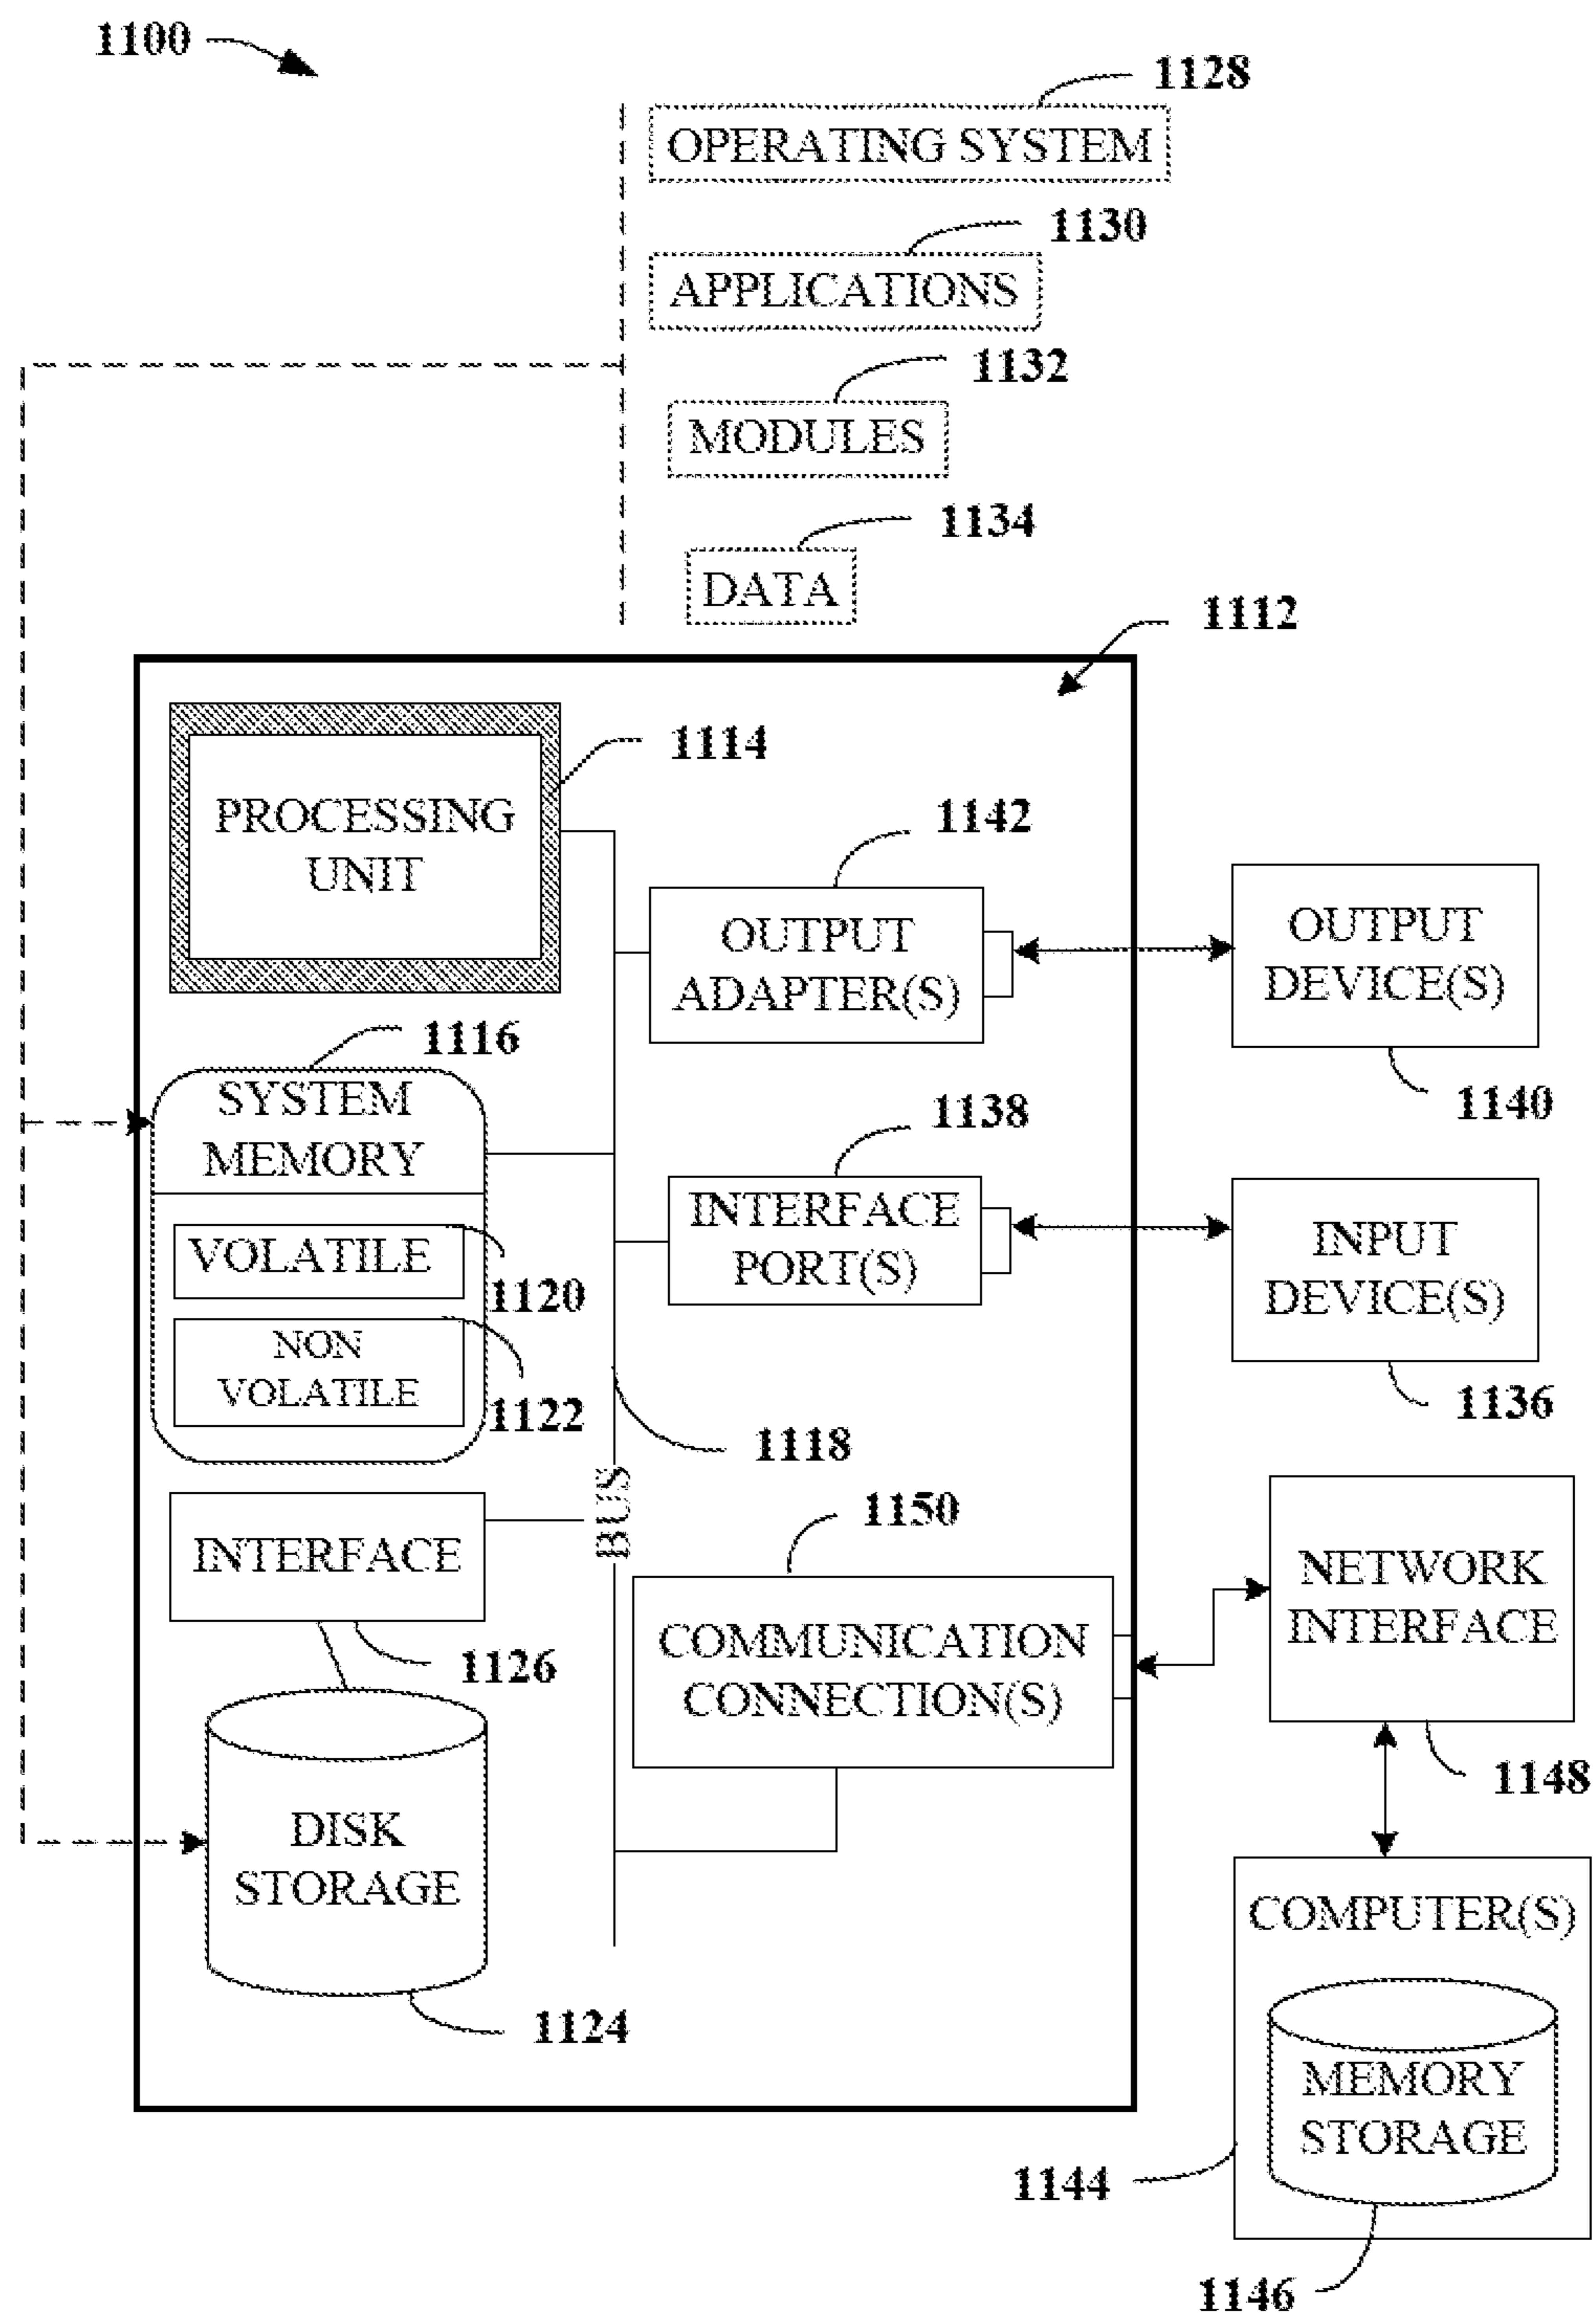 1100
1128
OPERATING SYSTEM
1130
APPLICATIONS
1132
MODULES
1134
DATA
1112
1114
PROCESSING
UNIT
1142
OUTPUT
ADAPTER(S)
OUTPUT
DEVICE(S)
1140
1116
SYSTEM
MEMORY
VOLATILE
1120
NON
VOLATILE
1122
1138
INTERFACE
PORT(S)
INPUT
DEVICE(S)
1136
1118
BUS
INTERFACE
1126
1150
COMMUNICATION
CONNECTION(S)
NETWORK
INTERFACE
1148
DISK
STORAGE
1124
COMPUTER(S)
MEMORY
STORAGE
1144
1146